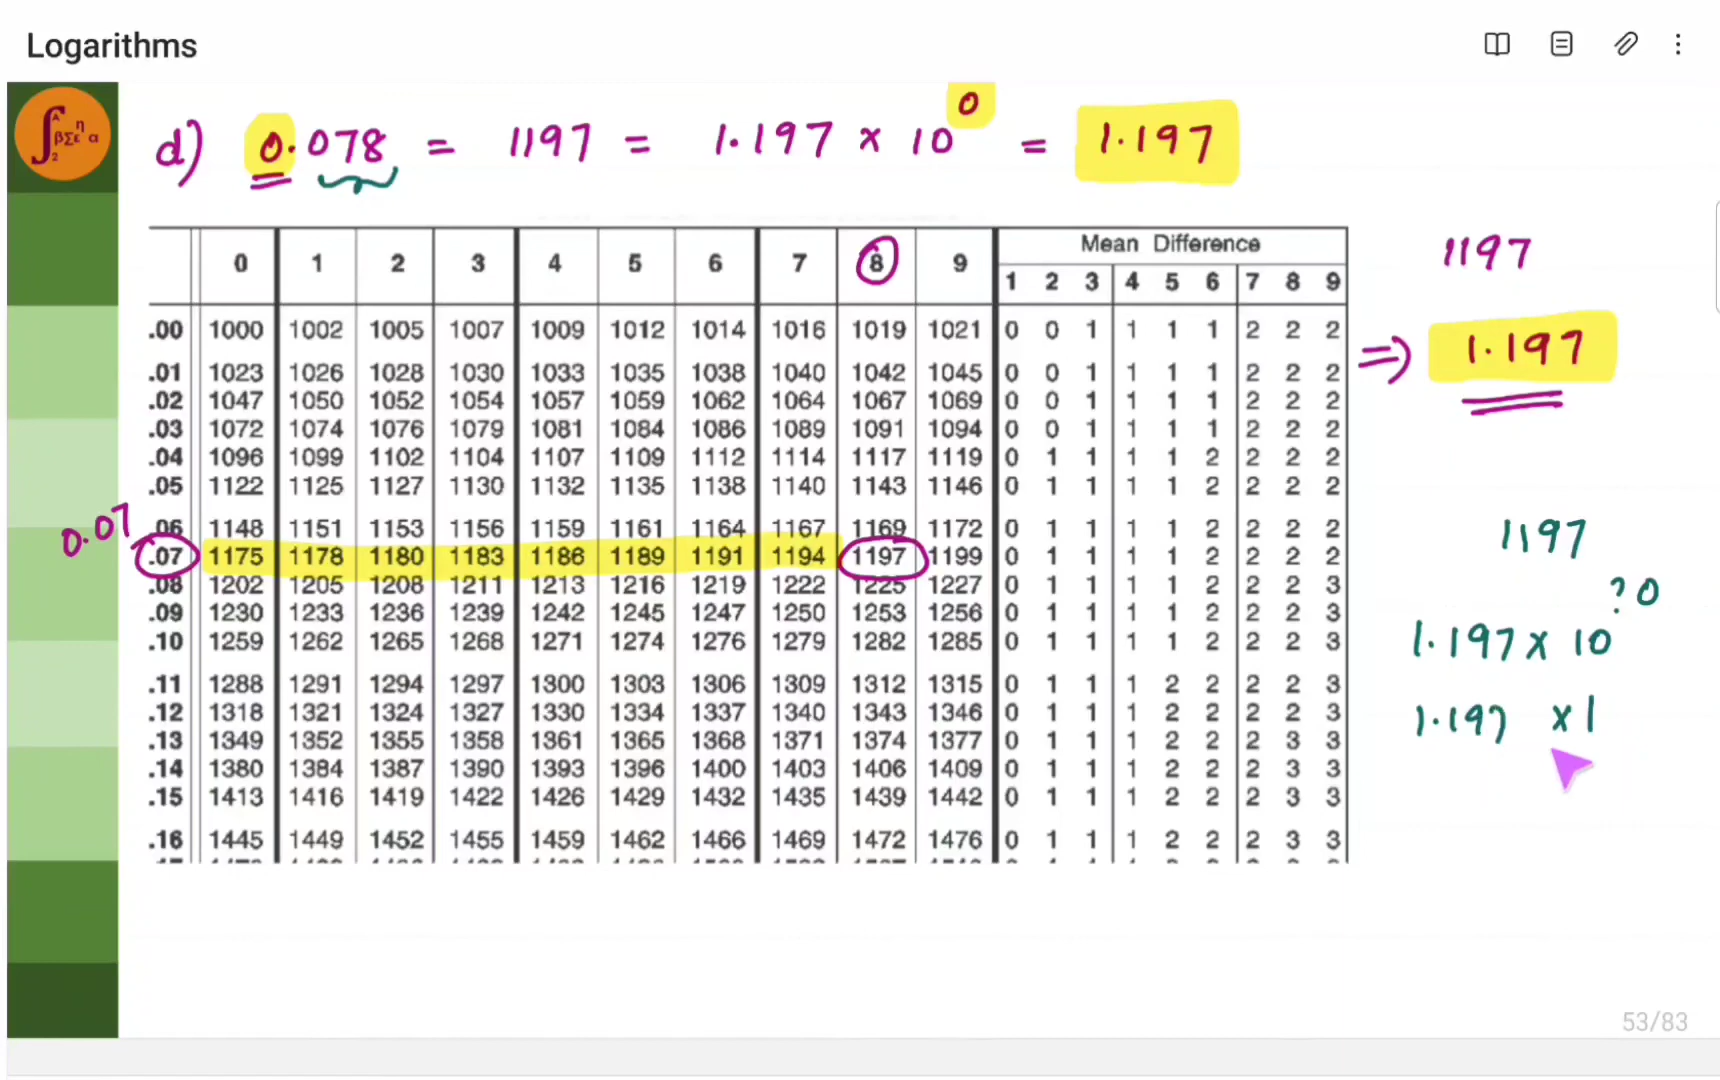 Logarithms
d) 0.078 = 1197 = 1.197 x 10^0 = 1.197
Mean Difference
0 1 2 3 4 5 6 7 8 9 1 2 3 4 5 6 7 8 9
.00 1000 1002 1005 1007 1009 1012 1014 1016 1019 1021 0 0 1 1 1 1 2 2 2
.01 1023 1026 1028 1030 1033 1035 1038 1040 1042 1045 0 0 1 1 1 1 2 2 2
.02 1047 1050 1052 1054 1057 1059 1062 1064 1067 1069 0 0 1 1 1 1 2 2 2
.03 1072 1074 1076 1079 1081 1084 1086 1089 1091 1094 0 0 1 1 1 1 2 2 2
.04 1096 1099 1102 1104 1107 1109 1112 1114 1117 1119 0 1 1 1 1 2 2 2 2
.05 1122 1125 1127 1130 1132 1135 1138 1140 1143 1146 0 1 1 1 1 2 2 2 2
.06 1148 1151 1153 1156 1159 1161 1164 1167 1169 1172 0 1 1 1 1 2 2 2 2
0.07
.07 1175 1178 1180 1183 1186 1189 1191 1194 1197 1199 0 1 1 1 1 2 2 2 2
.08 1202 1205 1208 1211 1213 1216 1219 1222 1225 1227 0 1 1 1 1 2 2 2 3
.09 1230 1233 1236 1239 1242 1245 1247 1250 1253 1256 0 1 1 1 1 2 2 2 3
.10 1259 1262 1265 1268 1271 1274 1276 1279 1282 1285 0 1 1 1 1 2 2 2 3
.11 1288 1291 1294 1297 1300 1303 1306 1309 1312 1315 0 1 1 1 2 2 2 2 3
.12 1318 1321 1324 1327 1330 1334 1337 1340 1343 1346 0 1 1 1 2 2 2 2 3
.13 1349 1352 1355 1358 1361 1365 1368 1371 1374 1377 0 1 1 1 2 2 2 3 3
.14 1380 1384 1387 1390 1393 1396 1400 1403 1406 1409 0 1 1 1 2 2 2 3 3
.15 1413 1416 1419 1422 1426 1429 1432 1435 1439 1442 0 1 1 1 2 2 2 3 3
.16 1445 1449 1452 1455 1459 1462 1466 1469 1472 1476 0 1 1 1 2 2 2 3 3
1197
⇒ 1.197
1197
? 0
1.197 x 10
1.197 x 1
53/83